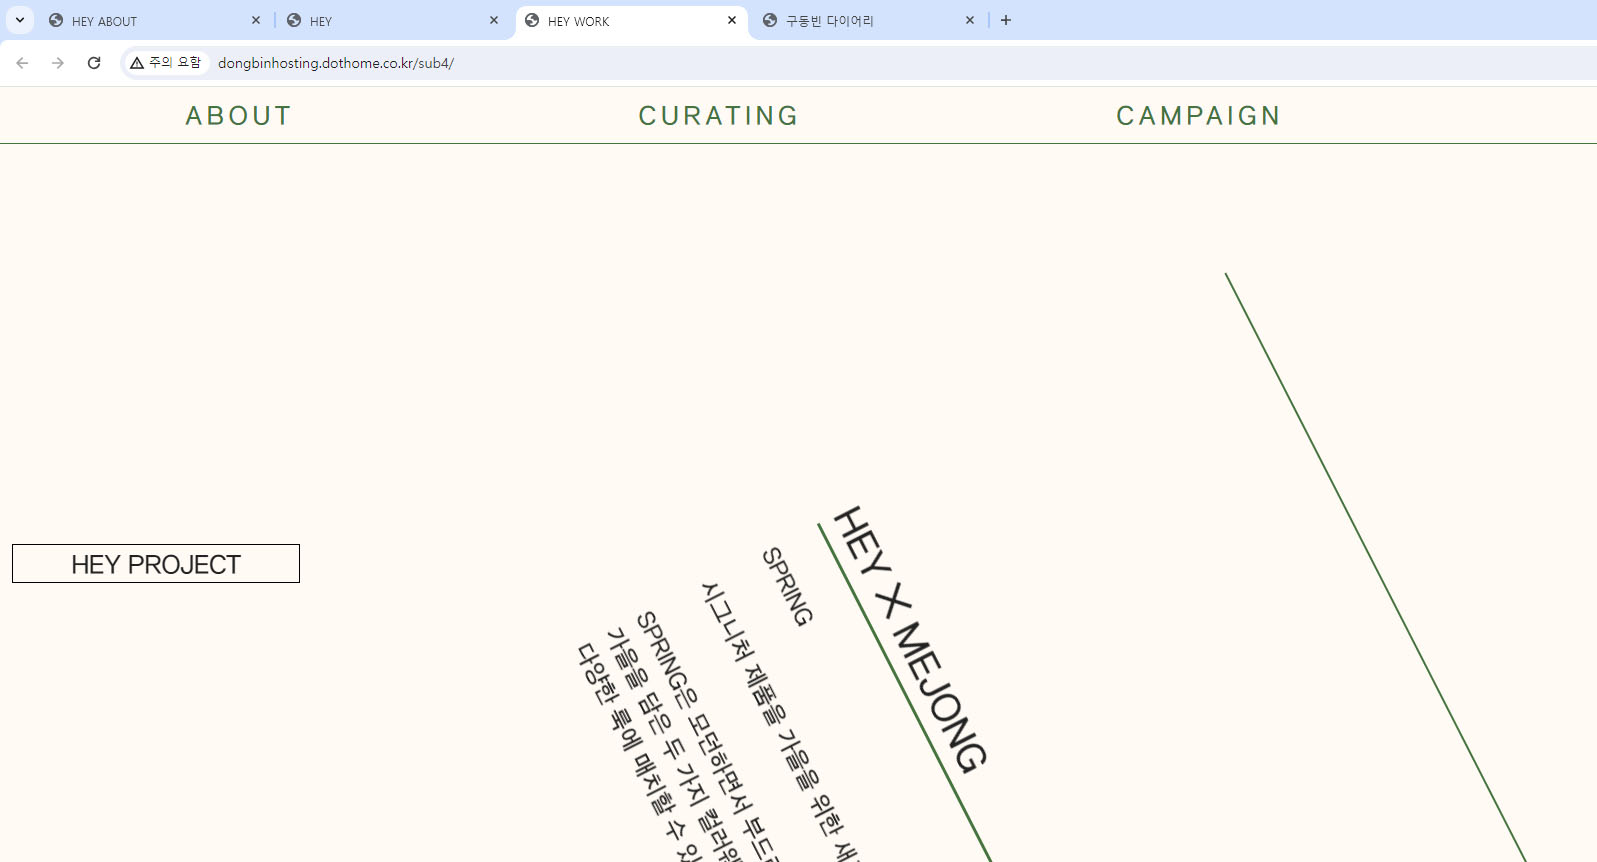 HEY ABOUT
HEY
HEY WORK
구동빈 다이어리
주의 요함
dongbinhosting.dothome.co.kr/sub4/
ABOUT
CURATING
CAMPAIGN
HEY PROJECT
HEY X MEJONG
SPRING
시그니처 제품을 가을을 위한 새
SPRING은 모던하면서 부드
가을을 담은 두 가지 컬러웨
다양한 룩에 매치할 수 있